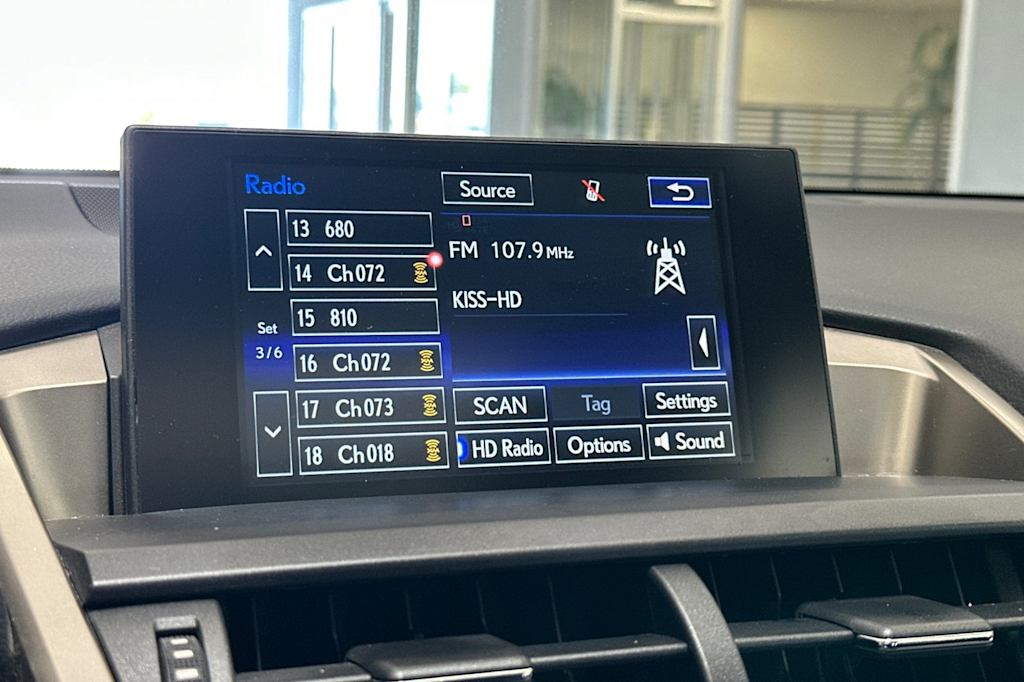 Radio
Source
13 680
14 Ch072
15 810
Set
3/6
16 Ch072
17 Ch073
18 Ch018
FM 107.9 MHz
KISS-HD
SCAN
Tag
Settings
HD Radio
Options
Sound